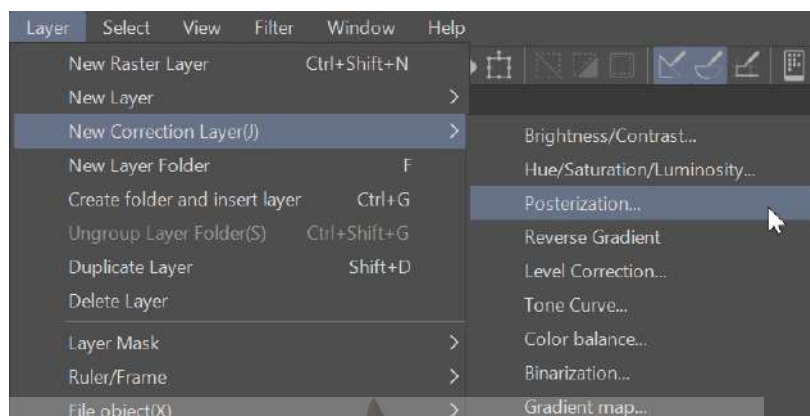 Layer Select View Filter Window Help
New Raster Layer Ctrl+Shift+N
New Layer >
New Correction Layer(J) >
New Layer Folder F
Create folder and insert layer Ctrl+G
Ungroup Layer Folder(S) Ctrl+Shift+G
Duplicate Layer Shift+D
Delete Layer
Layer Mask >
Ruler/Frame >
File object(X) >
Brightness/Contrast...
Hue/Saturation/Luminosity...
Posterization...
Reverse Gradient
Level Correction...
Tone Curve...
Color balance...
Binarization...
Gradient map...